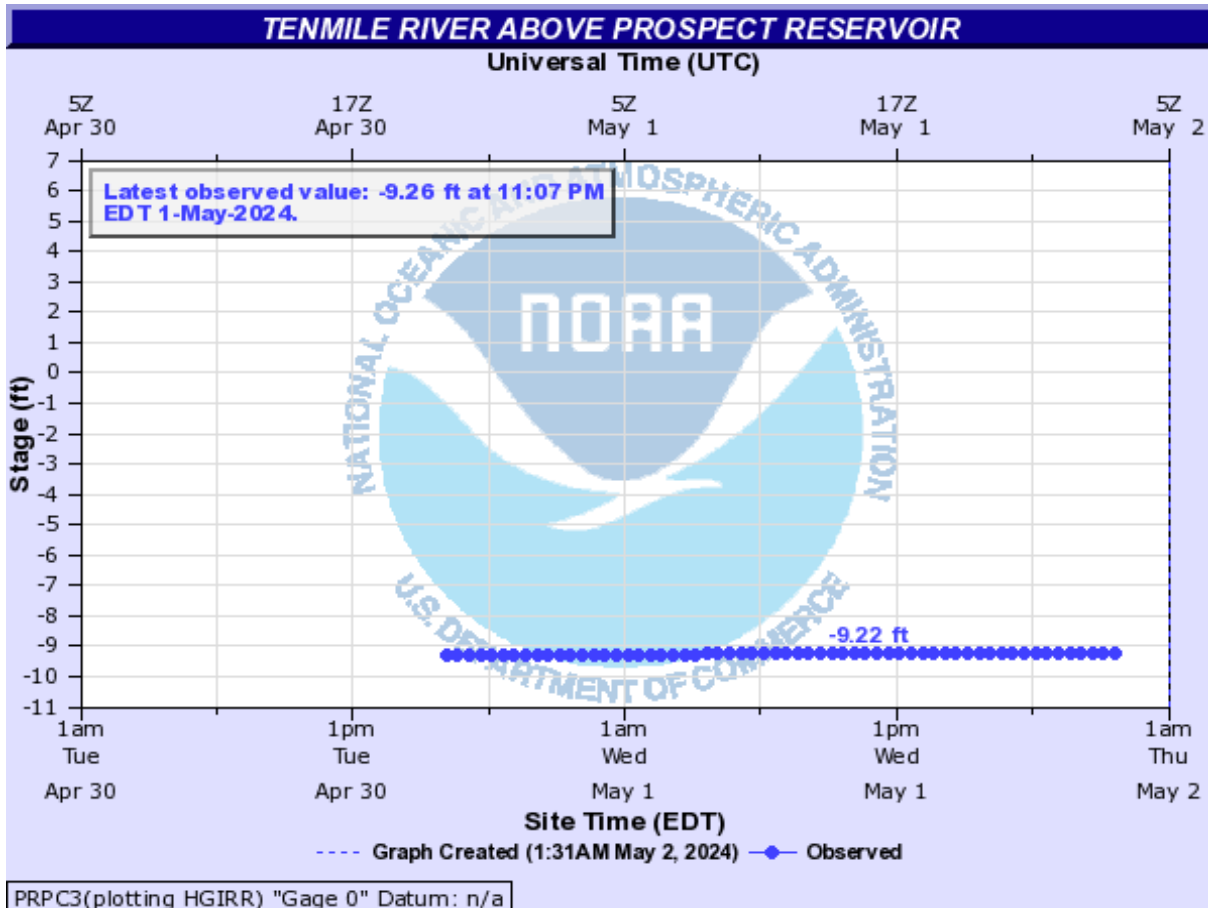 TENMILE RIVER ABOVE PROSPECT RESERVOIR
Universal Time (UTC)
5Z 17Z 5Z 17Z 5Z
Apr 30 Apr 30 May 1 May 1 May 2
Latest observed value: -9.26 ft at 11:07 PM
EDT 1-May-2024.
7
6
5
4
3
2
1
0
-1
-2
-3
-4
-5
-6
-7
-8
-9
-10
-11
Stage (ft)
NATIONAL OCEANIC AND ATMOSPHERIC ADMINISTRATION
NOAA
U.S. DEPARTMENT OF COMMERCE
-9.22 ft
1am 1pm 1am 1pm 1am
Tue Tue Wed Wed Thu
Apr 30 Apr 30 May 1 May 1 May 2
Site Time (EDT)
---- Graph Created (1:31AM May 2, 2024) Observed
PRPC3(plotting HGIRR) "Gage 0" Datum: n/a